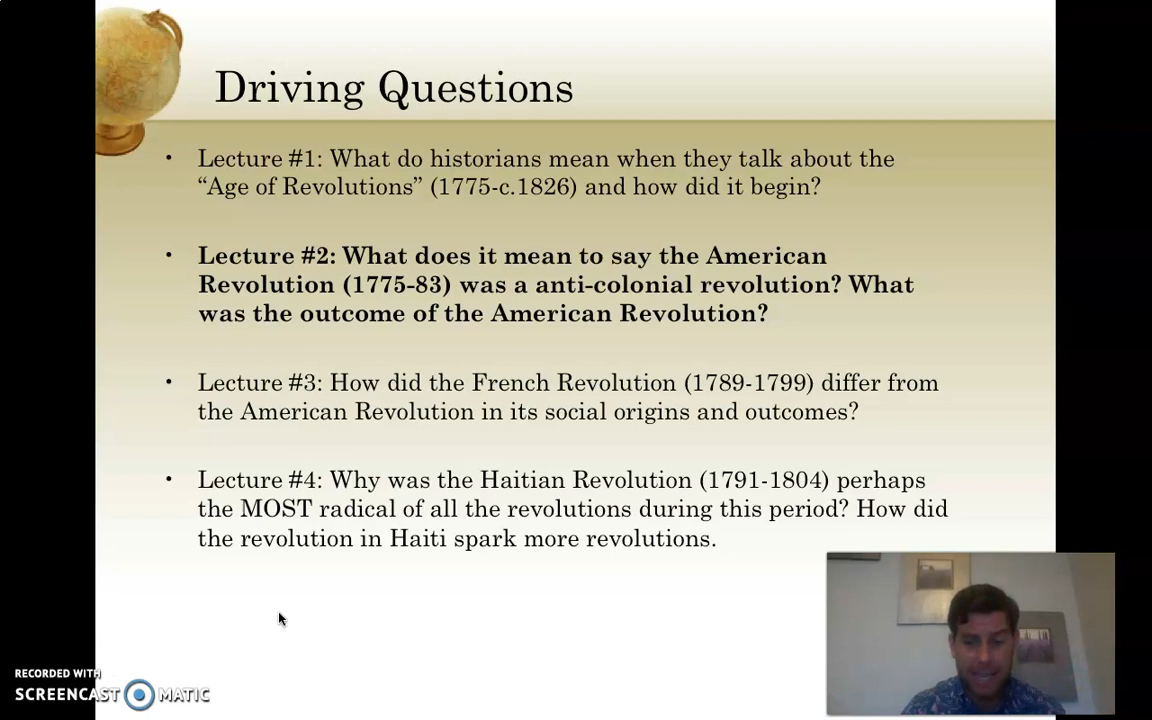 Driving Questions
• Lecture #1: What do historians mean when they talk about the
“Age of Revolutions” (1775-c.1826) and how did it begin?
• Lecture #2: What does it mean to say the American
Revolution (1775-83) was a anti-colonial revolution? What
was the outcome of the American Revolution?
• Lecture #3: How did the French Revolution (1789-1799) differ from
the American Revolution in its social origins and outcomes?
• Lecture #4: Why was the Haitian Revolution (1791-1804) perhaps
the MOST radical of all the revolutions during this period? How did
the revolution in Haiti spark more revolutions.
RECORDED WITH
SCREENCAST MATIC